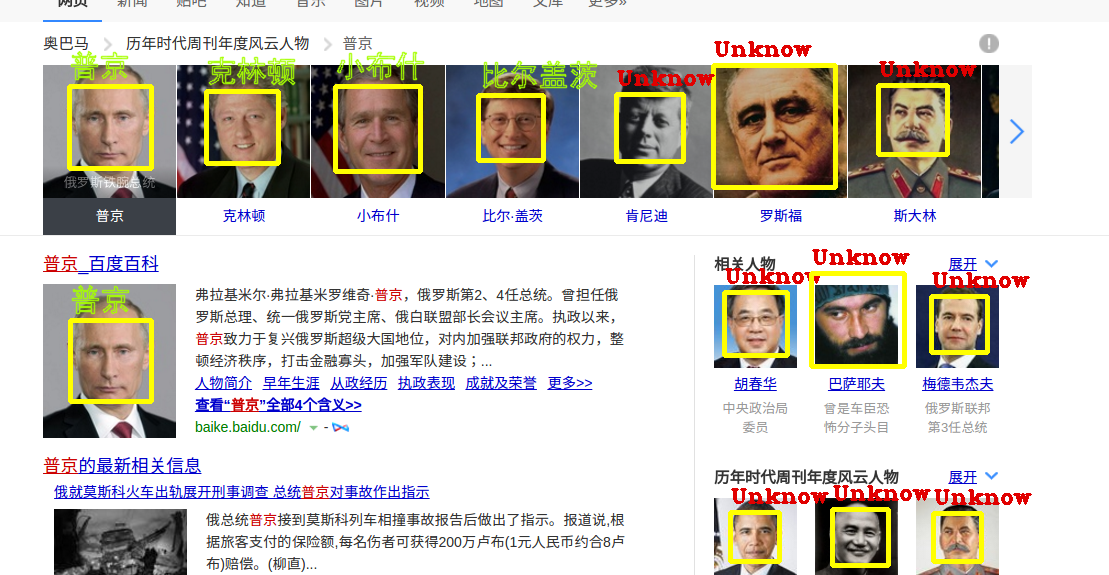 网页 新闻 贴吧 知道 音乐 图片 视频 地图 文库 更多»
奥巴马 历年时代周刊年度风云人物 普京
普京 克林顿 小布什 比尔盖茨 Unknow Unknow Unknow
俄罗斯铁腕总统
普京 克林顿 小布什 比尔·盖茨 肯尼迪 罗斯福 斯大林
普京_百度百科
普京
弗拉基米尔·弗拉基米罗维奇·普京，俄罗斯第2、4任总统。曾担任俄
罗斯总理、统一俄罗斯党主席、俄白联盟部长会议主席。执政以来，
普京致力于复兴俄罗斯超级大国地位，对内加强联邦政府的权力，整
顿经济秩序，打击金融寡头，加强军队建设；...
人物简介 早年生涯 从政经历 执政表现 成就及荣誉 更多>>
查看“普京”全部4个含义>>
baike.baidu.com/ -
普京的最新相关信息
俄就莫斯科火车出轨展开刑事调查 总统普京对事故作出指示
俄总统普京接到莫斯科列车相撞事故报告后做出了指示。报道说,根
据旅客支付的保险额,每名伤者可获得200万卢布(1元人民币约合8卢
布)赔偿。(柳直)...
相关人物 展开
Unknow Unknow Unknow
胡春华 巴萨耶夫 梅德韦杰夫
中央政治局 曾是车臣恐 俄罗斯联邦
委员 怖分子头目 第3任总统
历年时代周刊年度风云人物 展开
Unknow Unknow Unknow